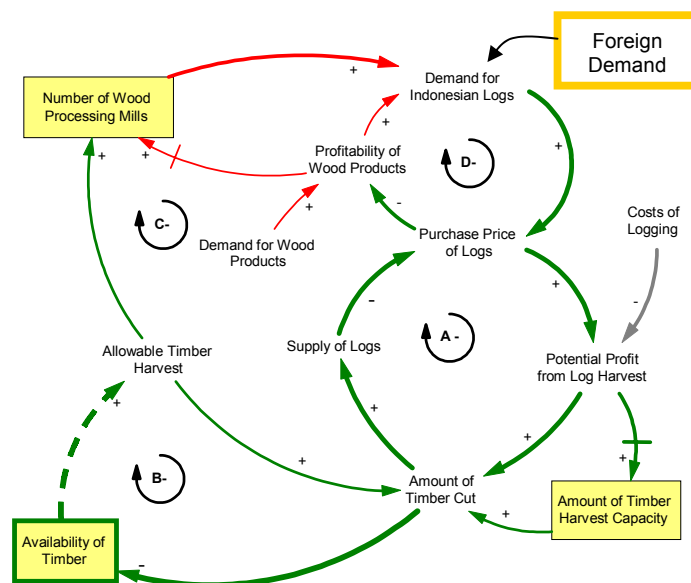 Foreign
Demand
Demand for
Indonesian Logs
Number of Wood
Processing Mills
+
+
Profitability of
Wood Products
D-
+
+
+
-
C-
+
Demand for Wood
Products
Purchase Price
of Logs
Costs of
Logging
-
+
-
Supply of Logs
A -
Allowable Timber
Harvest
Potential Profit
from Log Harvest
+
+
+
+
+
B-
Amount of
Timber Cut
+
Amount of Timber
Harvest Capacity
Availability of
Timber
-